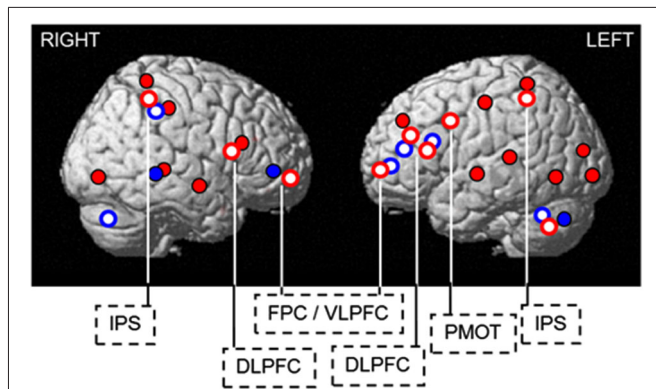 RIGHT
LEFT
IPS
FPC / VLPFC
PMOT
IPS
DLPFC
DLPFC